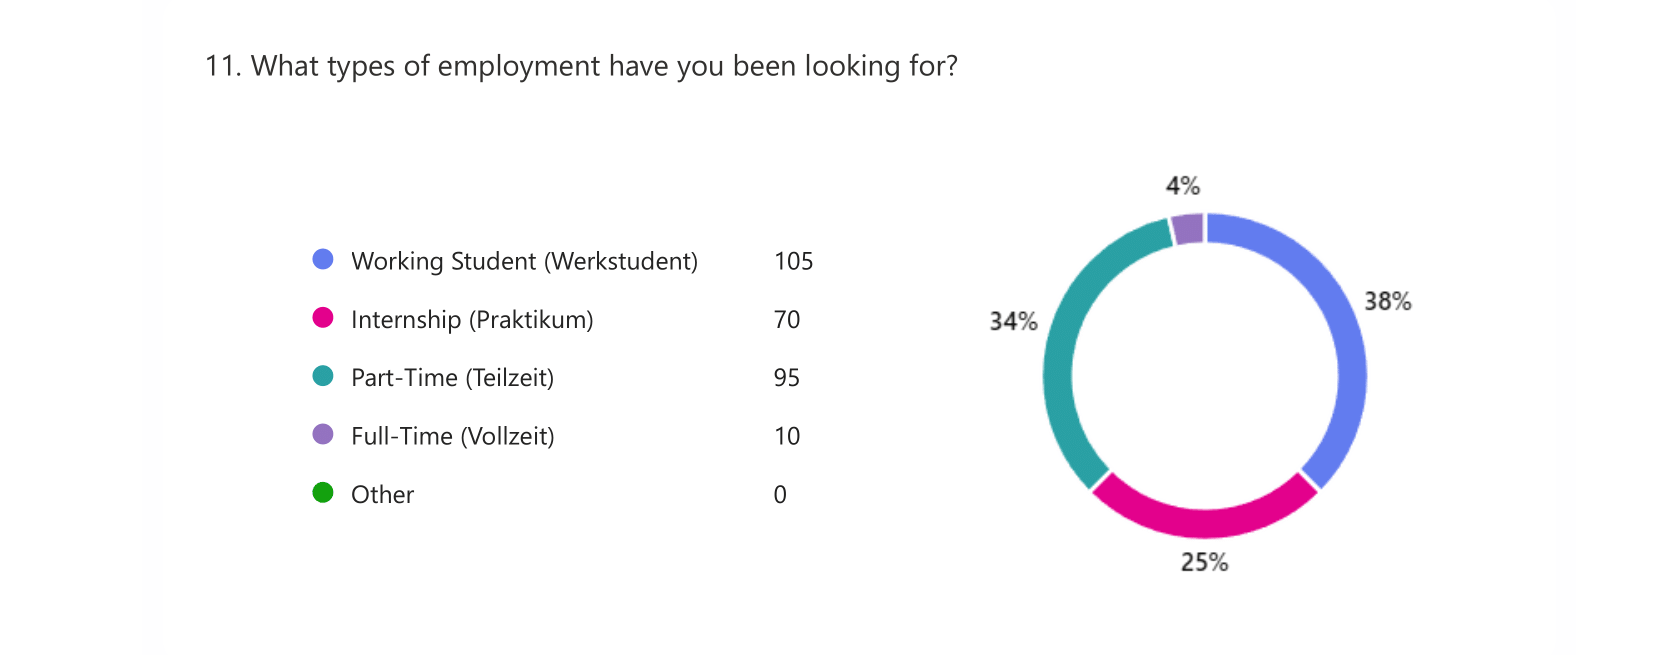 11. What types of employment have you been looking for?
Working Student (Werkstudent) 105
Internship (Praktikum) 70
Part-Time (Teilzeit) 95
Full-Time (Vollzeit) 10
Other 0
4%
38%
34%
25%